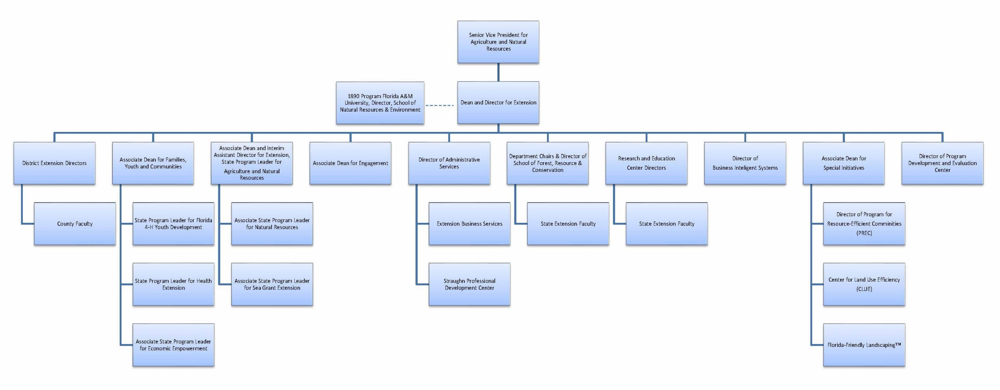 Senior Vice President for
Agriculture and Natural
Resources
1890 Program Florida A&M
University, Director, School of
Natural Resources & Environment
Dean and Director for Extension
District Extension Directors
Associate Dean for Families,
Youth and Communities
Associate Dean and Interim
Assistant Director for Extension,
State Program Leader for
Agriculture and Natural
Resources
Associate Dean for Engagement
Director of Administrative
Services
Department Chairs & Director of
School of Forest, Resource &
Conservation
Research and Education
Center Directors
Director of
Business Inteligent Systems
Associate Dean for
Special Initiatives
Director of Program
Development and Evaluation
Center
County Faculty
State Program Leader for Florida
4-H Youth Development
Associate State Program Leader
for Natural Resources
Extension Business Services
State Extension Faculty
State Extension Faculty
Director of Program for
Resource-Efficient Comminities
(PREC)
State Program Leader for Health
Extension
Associate State Program Leader
for Sea Grant Extension
Straughn Professional
Development Center
Center for Land Use Efficiency
(CLUE)
Associate State Program Leader
for Economic Empowerment
Florida-Friendly Landscaping™